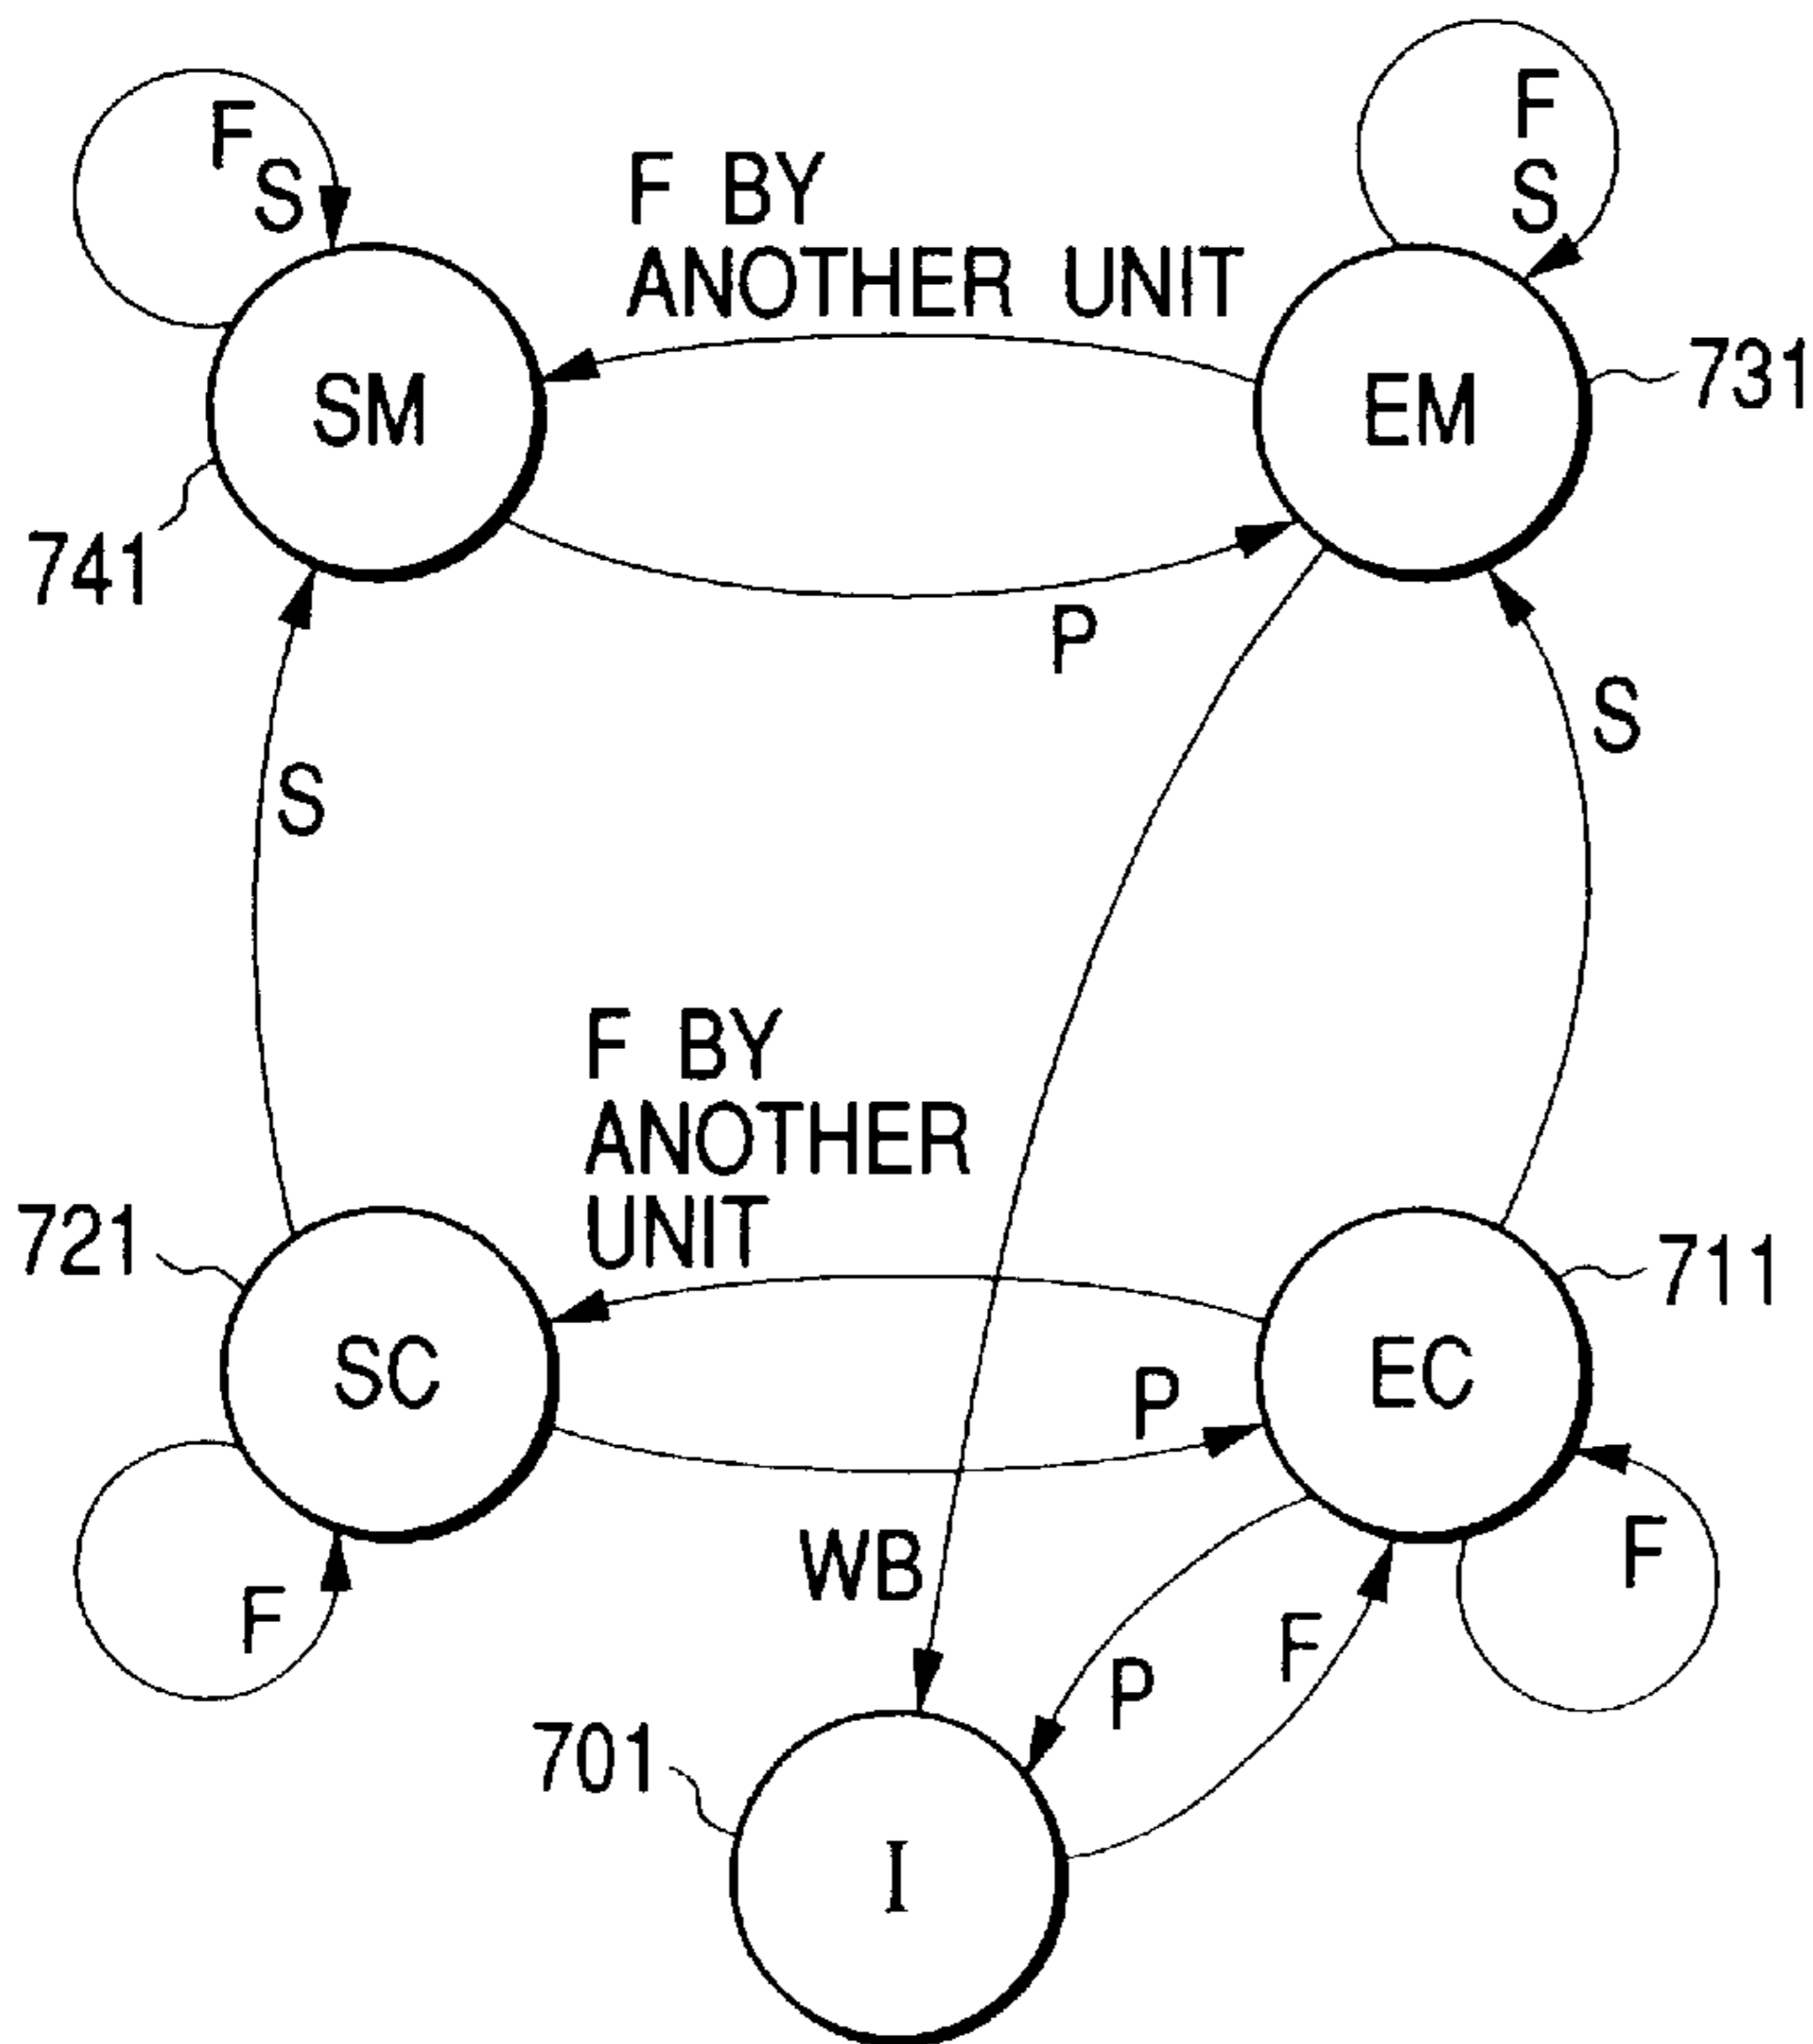 F
S
F
S
F BY
ANOTHER UNIT
SM
EM
731
741
P
S
S
F BY
ANOTHER
UNIT
721
711
SC
EC
P
WB
F
F
P
F
701
I